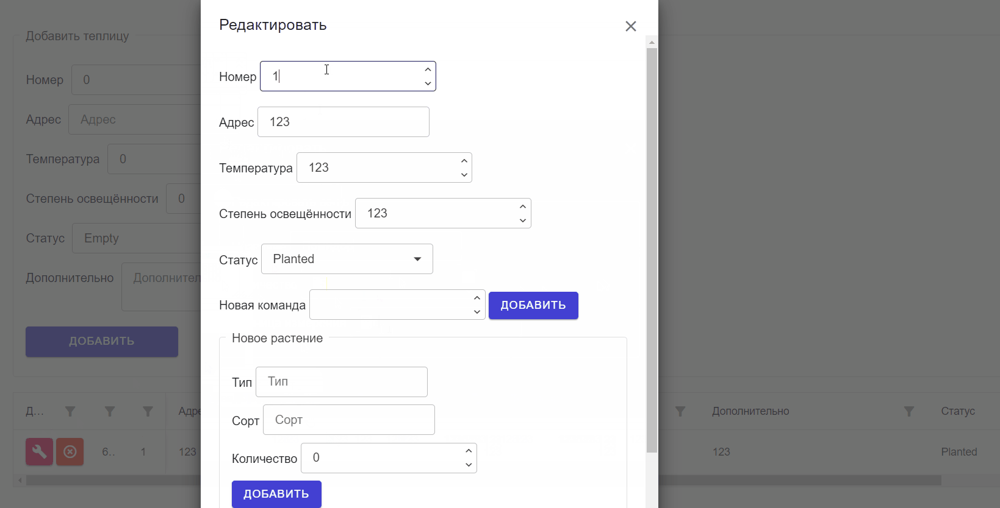 Редактировать
Добавить теплицу
Номер 0
Адрес Адрес
Температура 0
Степень освещённости 0
Статус Empty
Дополнительно
ДОБАВИТЬ
Номер 1
Адрес 123
Температура 123
Степень освещённости 123
Статус Planted
Новая команда ДОБАВИТЬ
Новое растение
Тип Тип
Сорт Сорт
Количество 0
ДОБАВИТЬ
Д... Адре Дополнительно Статус
6.. 1 123 123 Planted